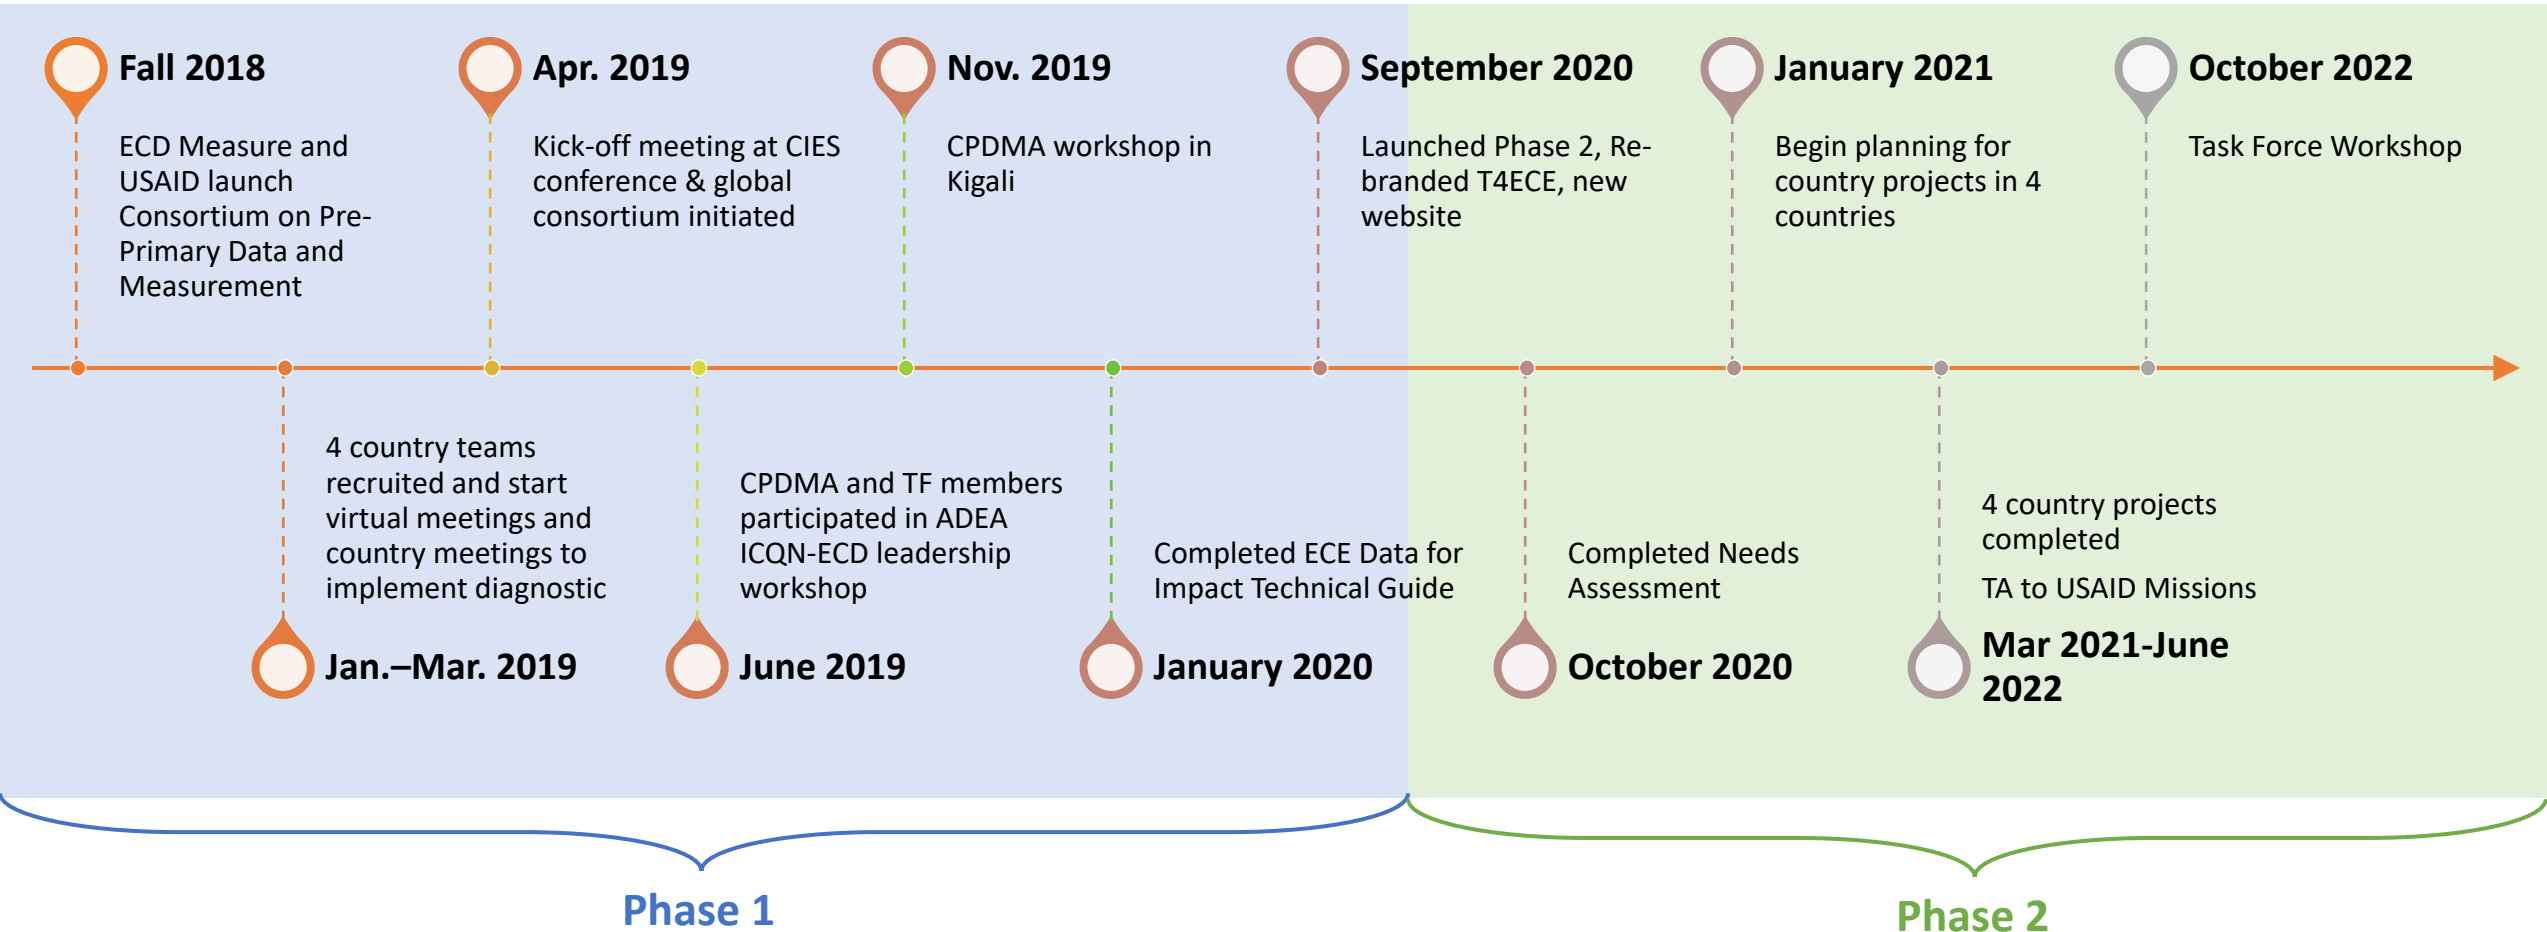 Fall 2018
ECD Measure and
USAID launch
Consortium on Pre-
Primary Data and
Measurement
Apr. 2019
Kick-off meeting at CIES
conference & global
consortium initiated
Nov. 2019
CPDMA workshop in
Kigali
September 2020
Launched Phase 2, Re-
branded T4ECE, new
website
January 2021
Begin planning for
country projects in 4
countries
October 2022
Task Force Workshop
4 country teams
recruited and start
virtual meetings and
country meetings to
implement diagnostic
Jan.–Mar. 2019
CPDMA and TF members
participated in ADEA
ICQN-ECD leadership
workshop
June 2019
Completed ECE Data for
Impact Technical Guide
January 2020
Completed Needs
Assessment
October 2020
4 country projects
completed
TA to USAID Missions
Mar 2021-June
2022
Phase 1
Phase 2